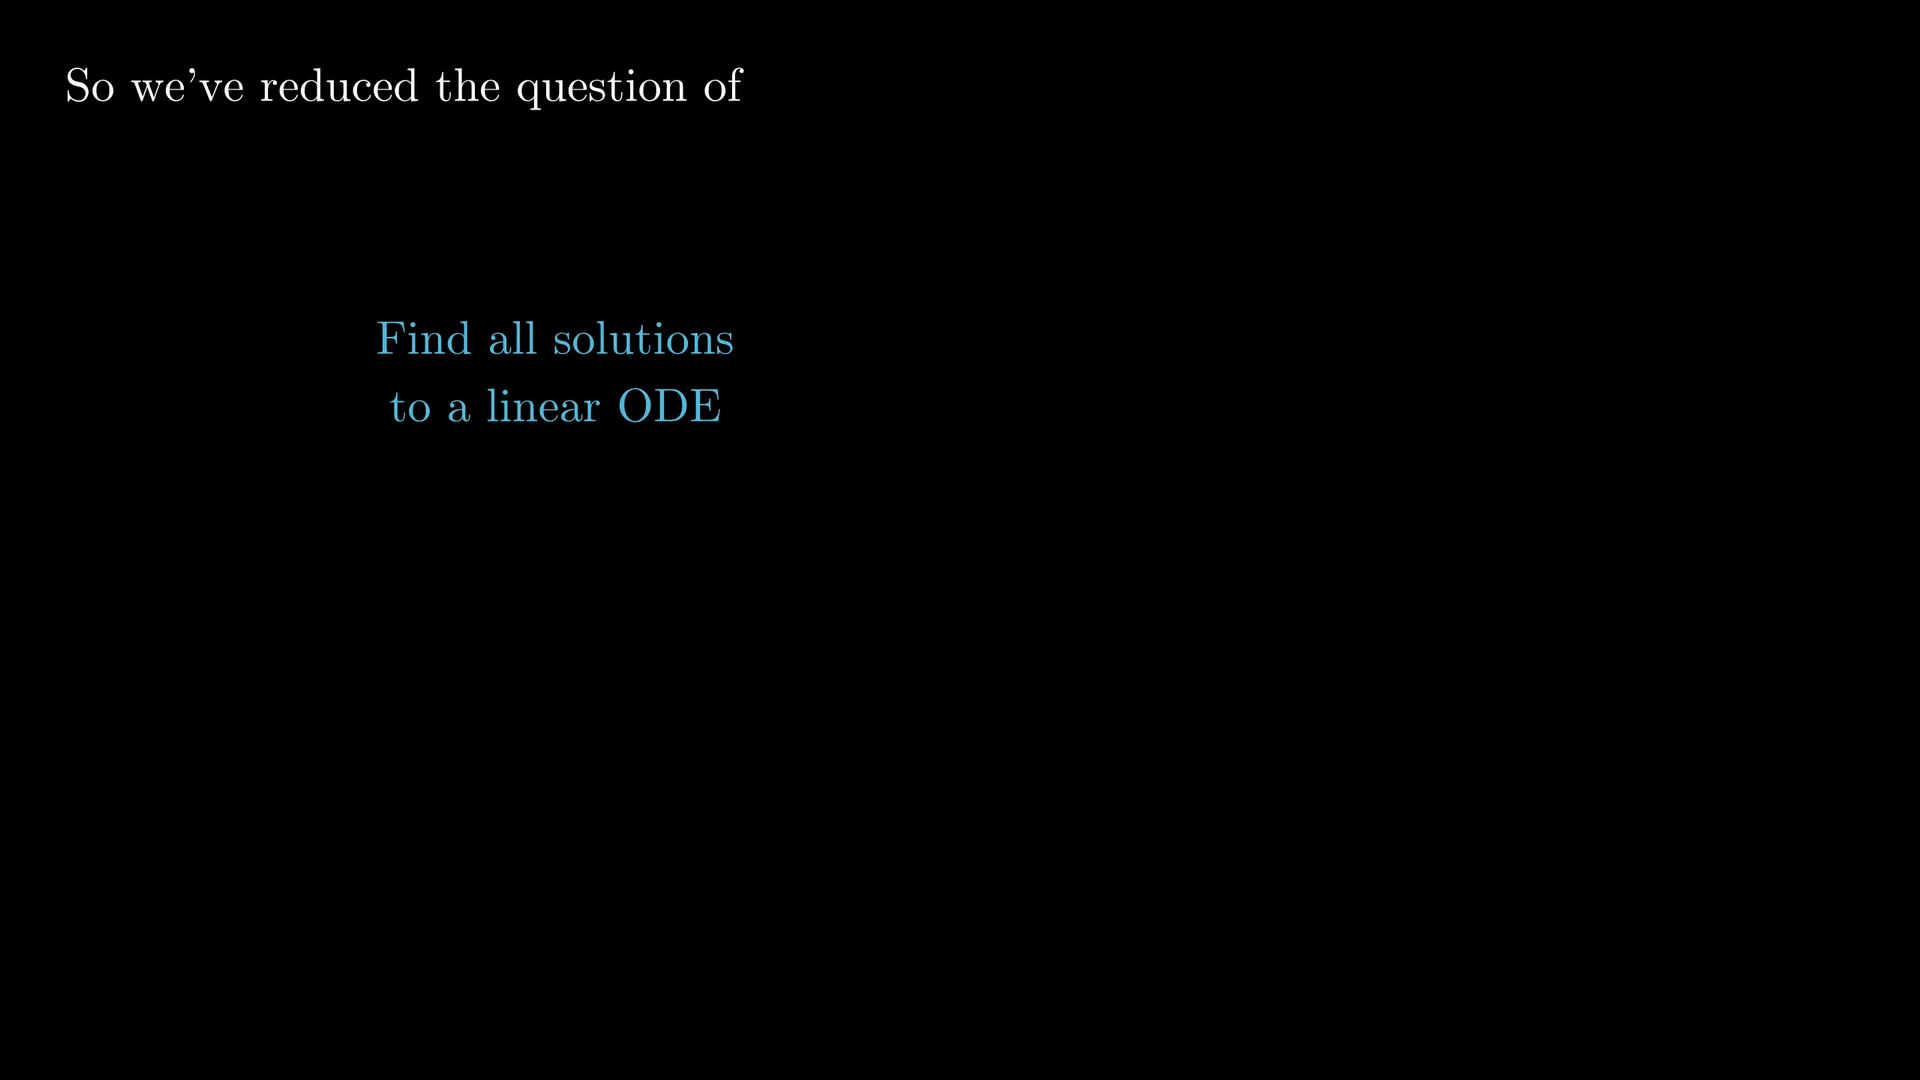 So we've reduced the question of
Find all solutions
to a linear ODE